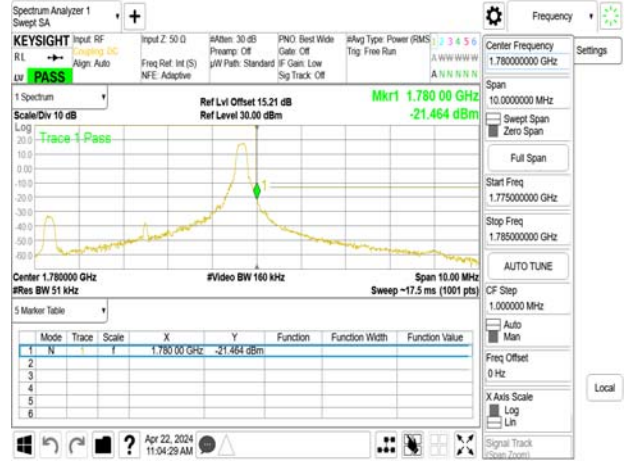 Spectrum Analyzer 1
Swept SA
Frequency
KEYSIGHT Input: RF Input Z: 50 Ω #Atten: 30 dB PNO: Best Wide #Avg Type: Power (RMS 1 2 3 4 5 6
RL Coupling: DC Preamp: Off Gate: Off Trig: Free Run
Align: Auto Freq Ref: Int (S) µW Path: Standard IF Gain: Low A W W W W W
LW PASS NFE: Adaptive Sig Track: Off A N N N N N
1 Spectrum
Ref Lvl Offset 15.21 dB Mkr1 1.780 00 GHz
Scale/Div 10 dB Ref Level 30.00 dBm -21.464 dBm
Log
Trace 1 Pass
20.0
10.0
0.00
-10.0
-20.0
-30.0
-40.0
-50.0
-60.0
1
Center 1.780000 GHz #Video BW 160 kHz Span 10.00 MHz
#Res BW 51 kHz Sweep ~17.5 ms (1001 pts)
5 Marker Table
Mode Trace Scale X Y Function Function Width Function Value
1 N 1 f 1.780 00 GHz -21.464 dBm
2
3
4
5
6
Apr 22, 2024
11:04:29 AM
Center Frequency
1.780000000 GHz
Settings
Span
10.0000000 MHz
Swept Span
Zero Span
Full Span
Start Freq
1.775000000 GHz
Stop Freq
1.785000000 GHz
AUTO TUNE
CF Step
1.000000 MHz
Auto
Man
Freq Offset
0 Hz
X Axis Scale
Log
Lin
Local
Signal Track
(Span Zoom)